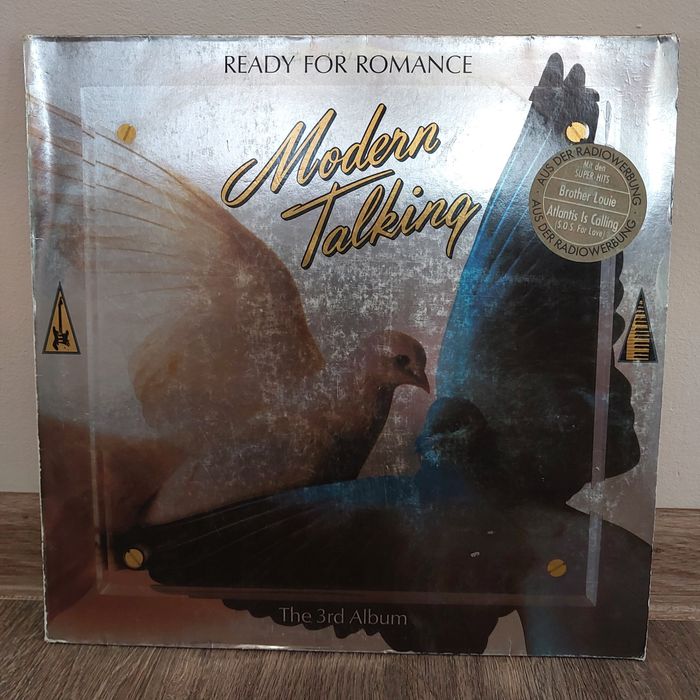 READY FOR ROMANCE
Modern
Talking
AUS DER RADIOWERBUNG ·
Mit den
SUPER-HITS
Brother Louie
Atlantis Is Calling
(S.O.S. For Love)
AUS DER RADIOWERBUNG ·
The 3rd Album